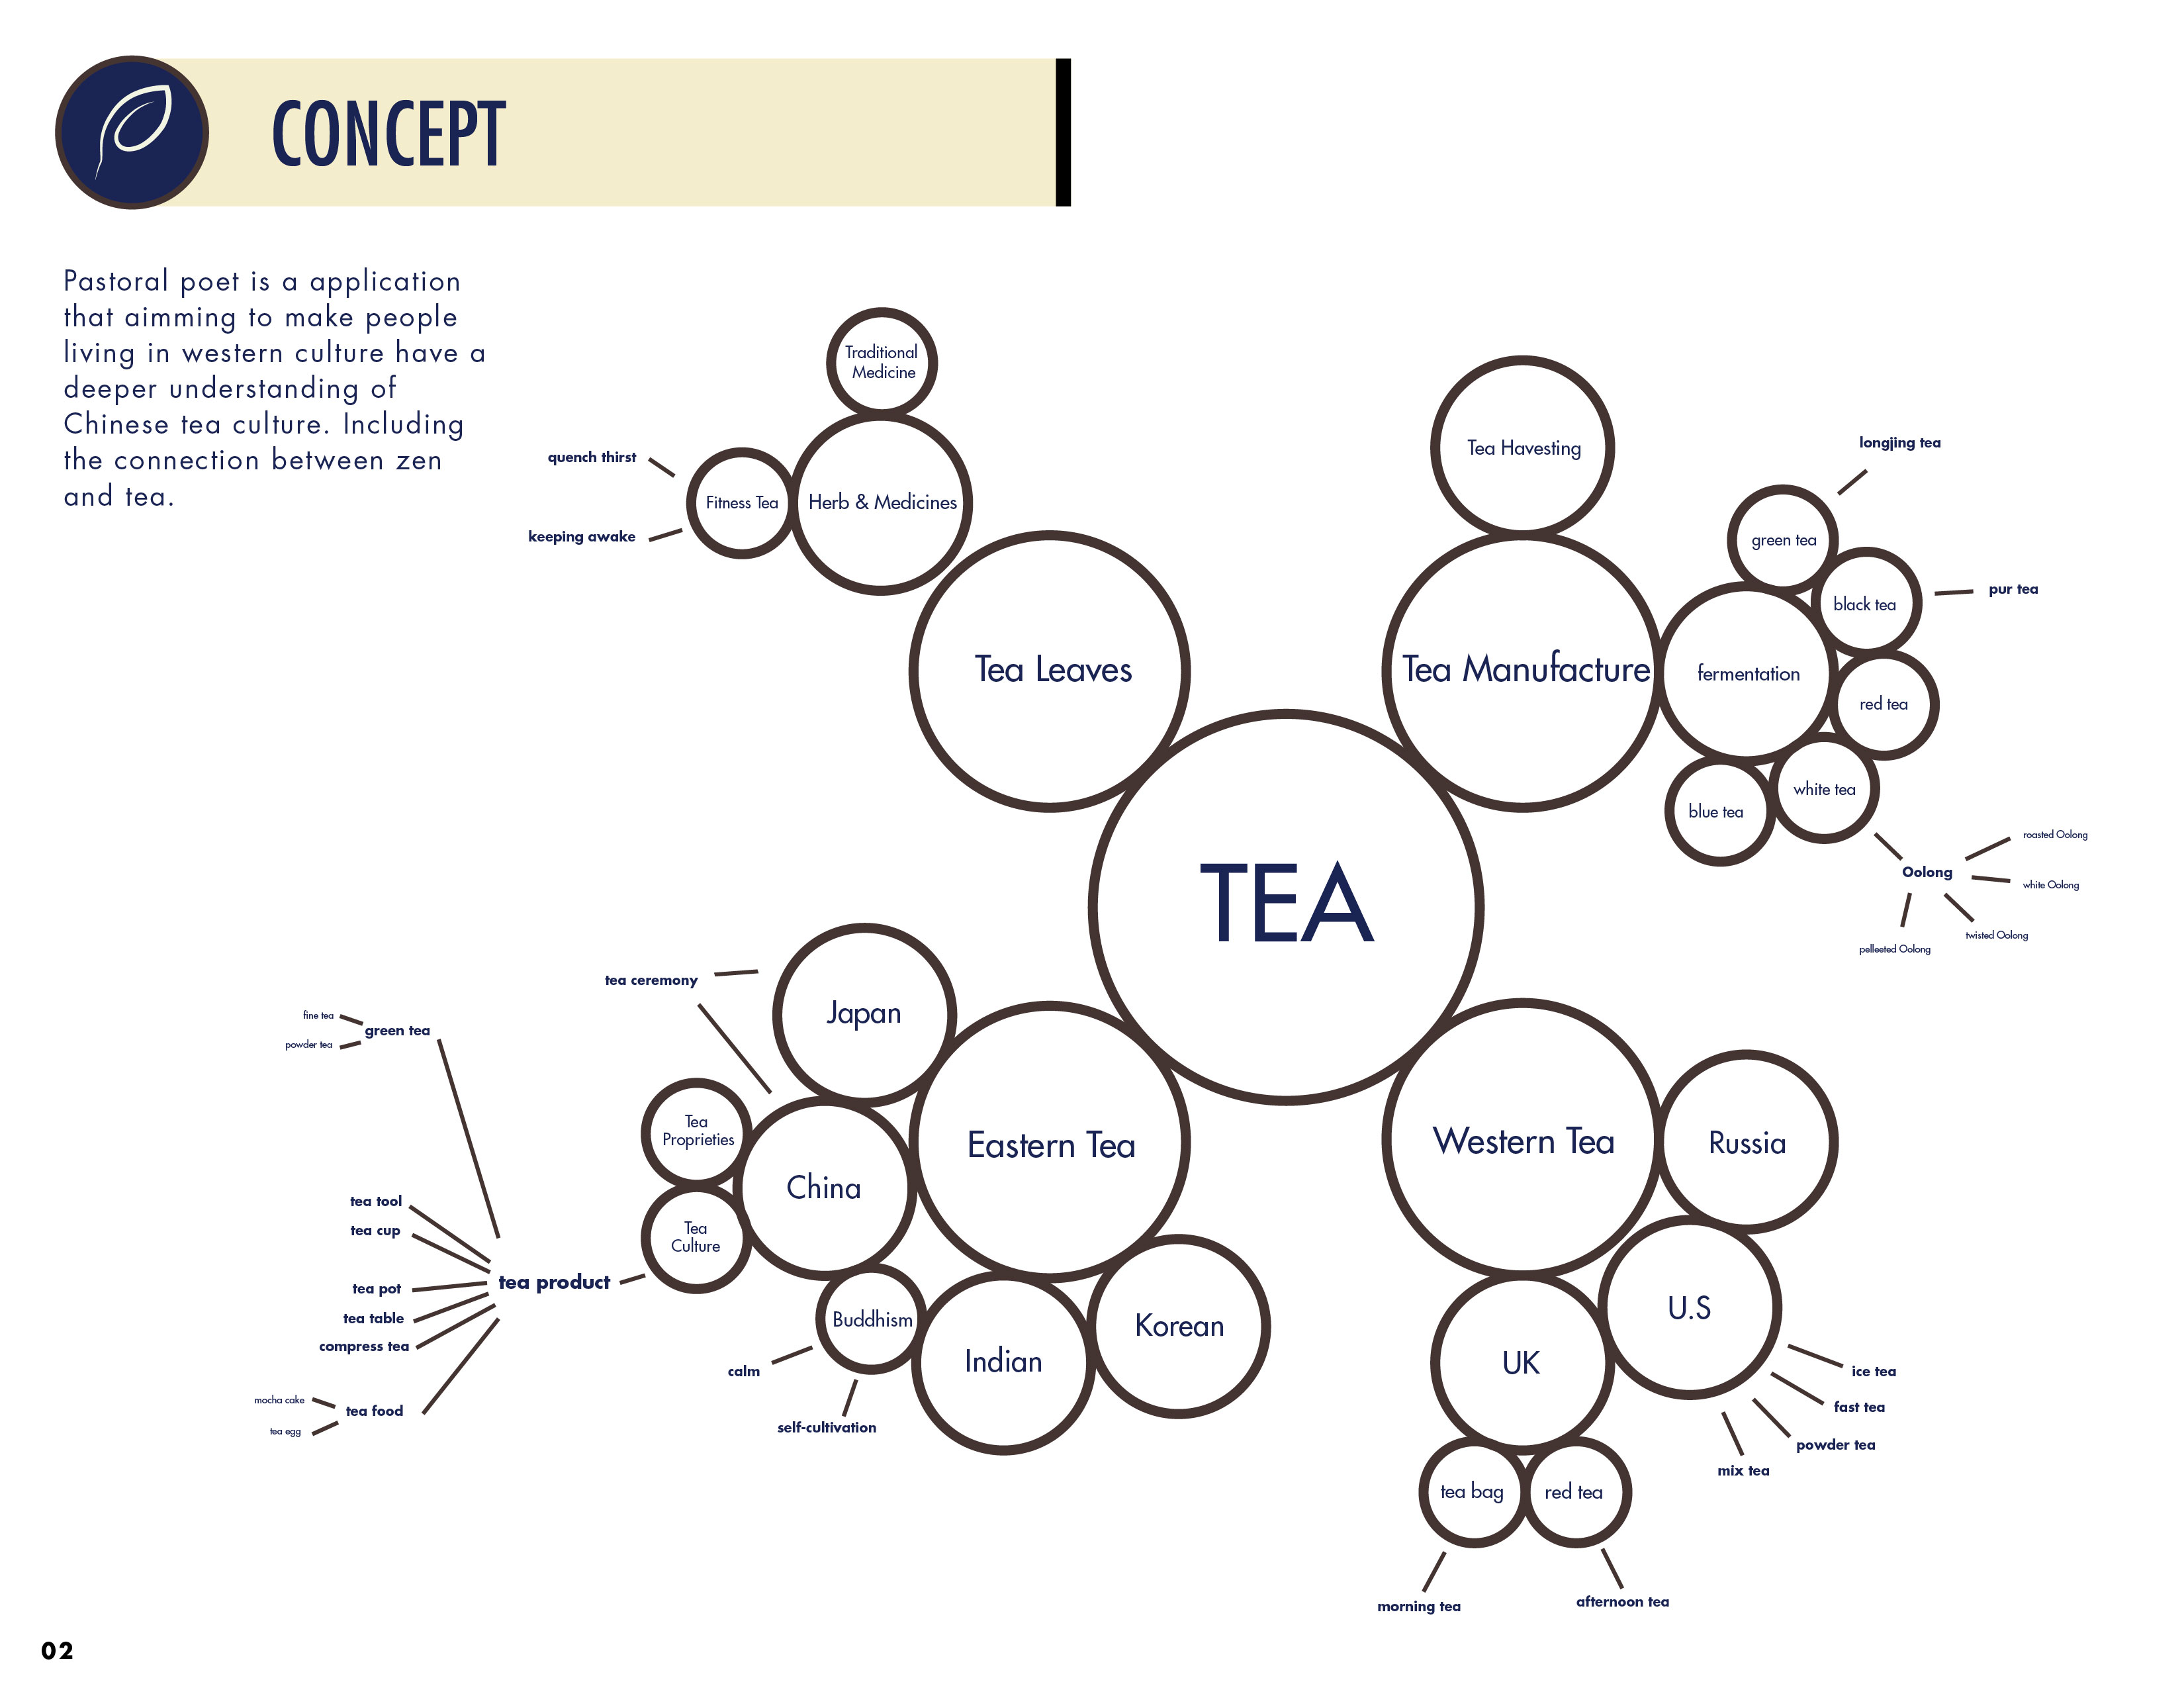 CONCEPT
Pastoral poet is a application
that aimming to make people
living in western culture have a
deeper understanding of
Chinese tea culture. Including
the connection between zen
and tea.
Traditional
Medicine
quench thirst
Fitness Tea
Herb & Medicines
keeping awake
Tea Leaves
Tea Havesting
longjing tea
green tea
black tea
pur tea
Tea Manufacture
fermentation
red tea
white tea
blue tea
roasted Oolong
Oolong
white Oolong
twisted Oolong
pelleeted Oolong
TEA
tea ceremony
Japan
fine tea
green tea
powder tea
Tea
Proprieties
China
Eastern Tea
Tea
Culture
tea tool
tea cup
tea product
tea pot
tea table
compress tea
mocha cake
tea food
tea egg
Buddhism
calm
self-cultivation
Indian
Korean
Western Tea
Russia
U.S
UK
ice tea
fast tea
powder tea
mix tea
tea bag
red tea
morning tea
afternoon tea
02